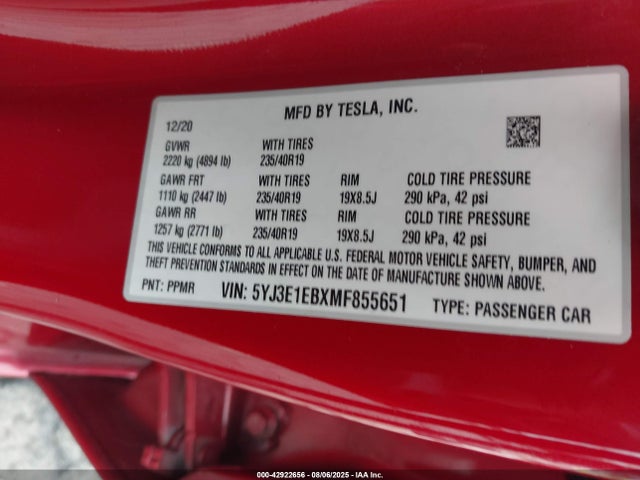 MFD BY TESLA, INC.
12/20
GVWR WITH TIRES
2220 kg (4894 lb) 235/40R19
GAWR FRT WITH TIRES RIM COLD TIRE PRESSURE
1110 kg (2447 lb) 235/40R19 19X8.5J 290 kPa, 42 psi
GAWR RR WITH TIRES RIM COLD TIRE PRESSURE
1257 kg (2771 lb) 235/40R19 19X8.5J 290 kPa, 42 psi
THIS VEHICLE CONFORMS TO ALL APPLICABLE U.S. FEDERAL MOTOR VEHICLE SAFETY, BUMPER, AND
THEFT PREVENTION STANDARDS IN EFFECT ON THE DATE OF MANUFACTURE SHOWN ABOVE.
PNT: PPMR VIN: 5YJ3E1EBXMF855651 TYPE: PASSENGER CAR
000-42922656 - 08/06/2025 - IAA Inc.